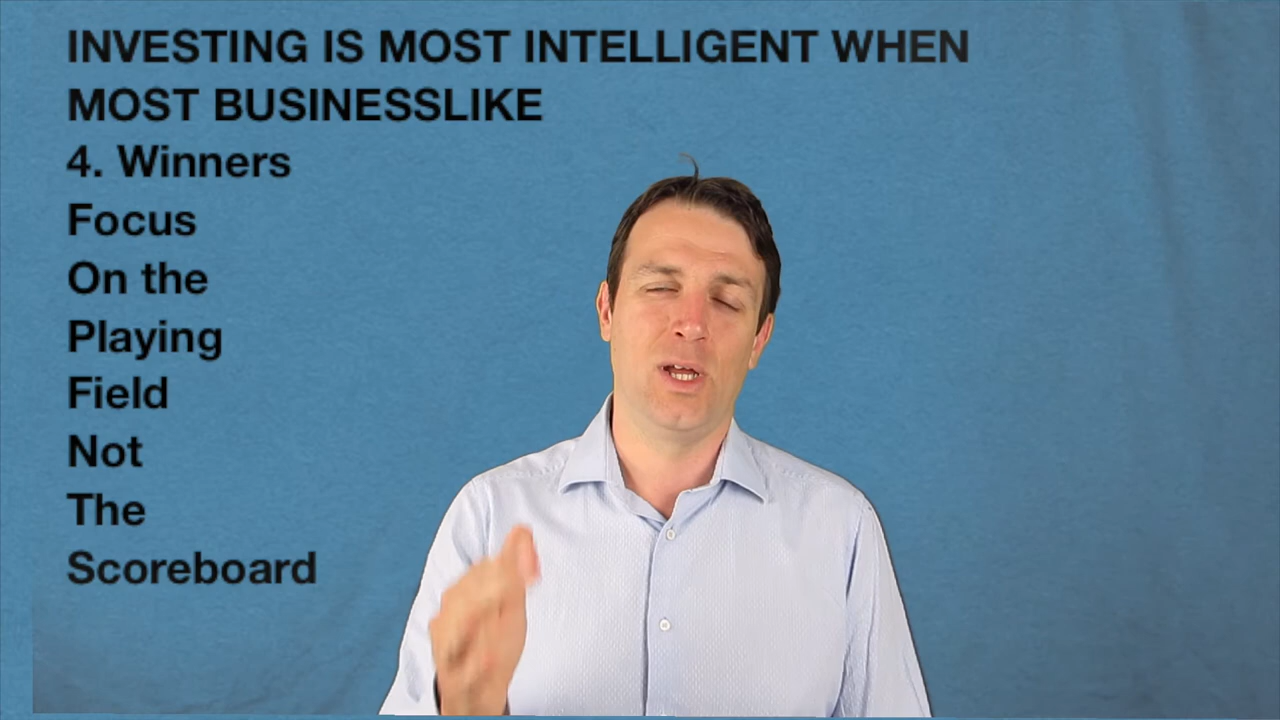 INVESTING IS MOST INTELLIGENT WHEN
MOST BUSINESSLIKE
4. Winners
Focus
On the
Playing
Field
Not
The
Scoreboard